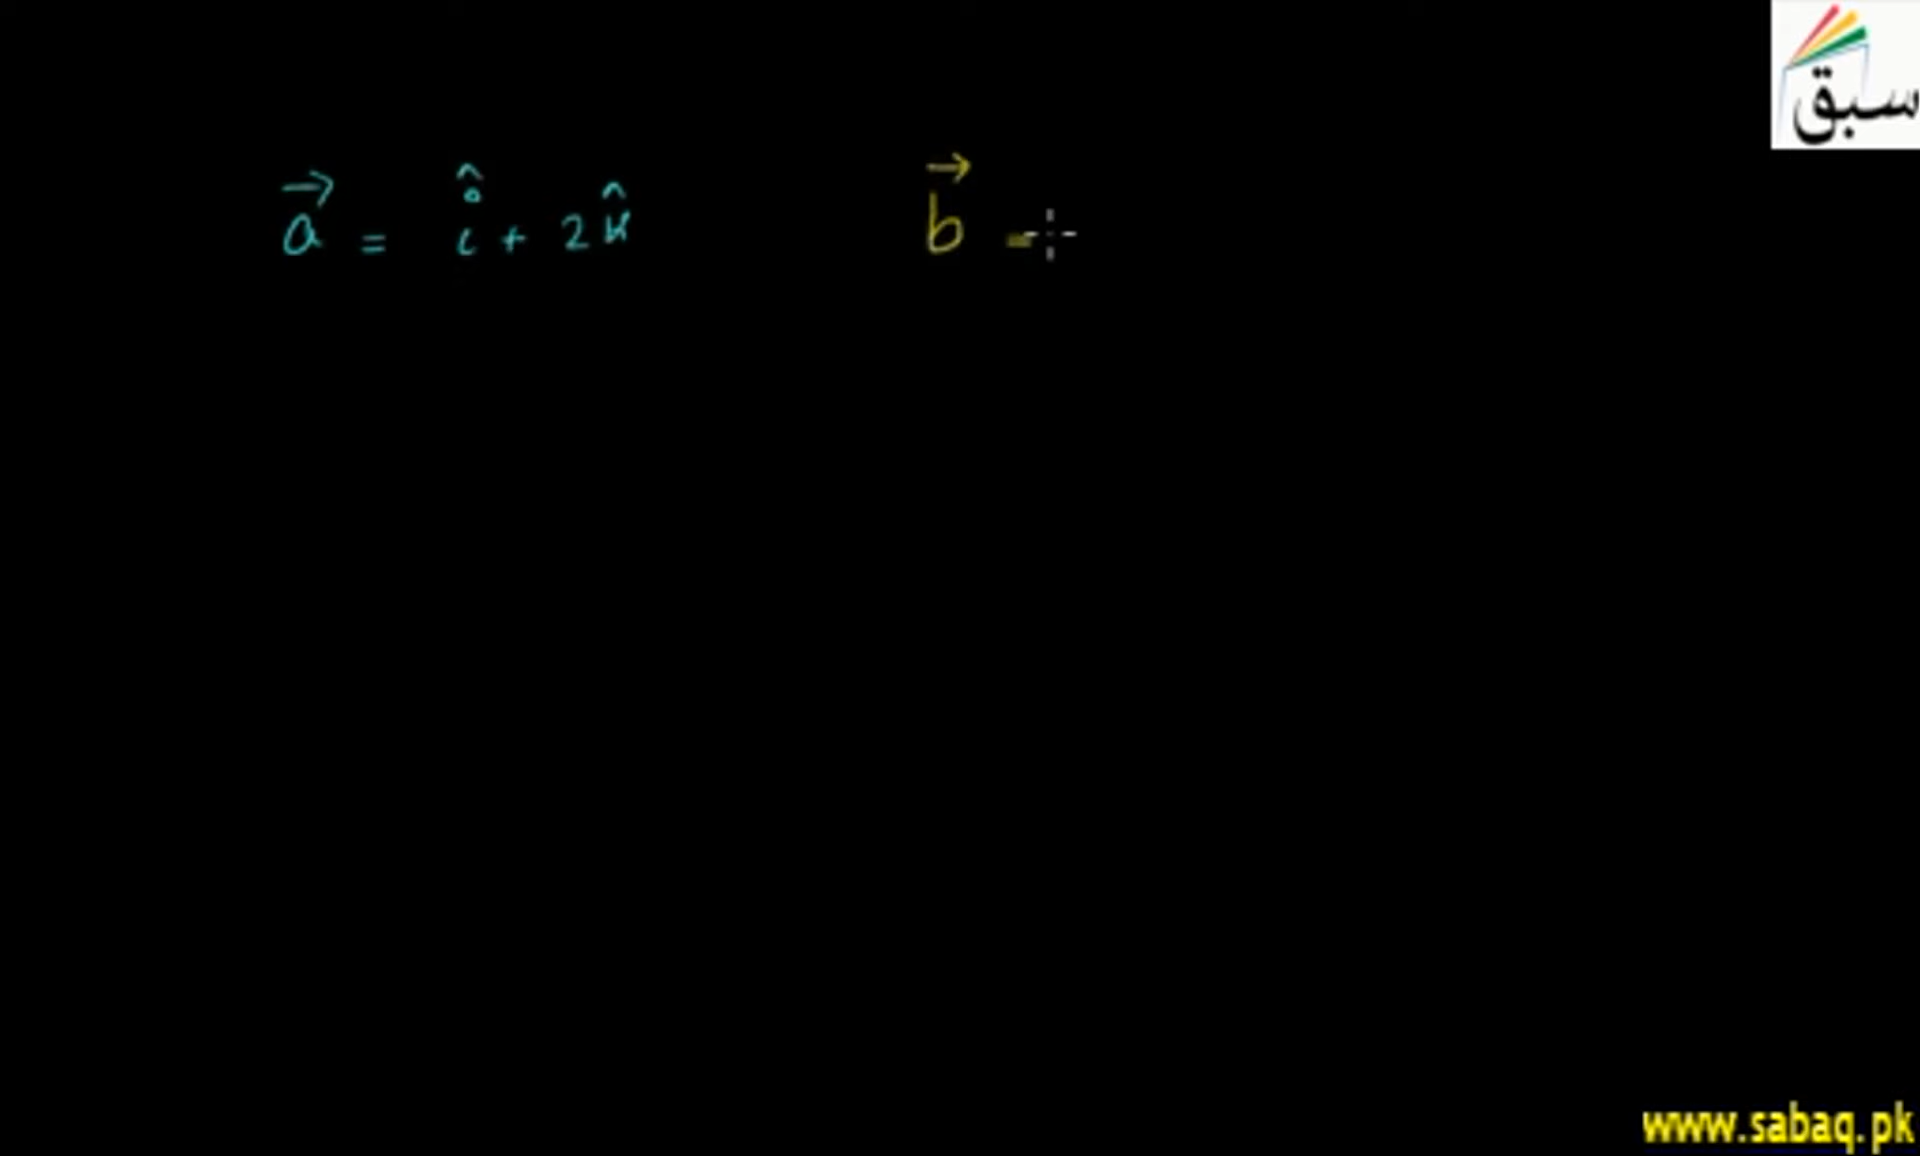 سبق
a⃗ = î + 2k̂    b⃗ =
www.sabaq.pk